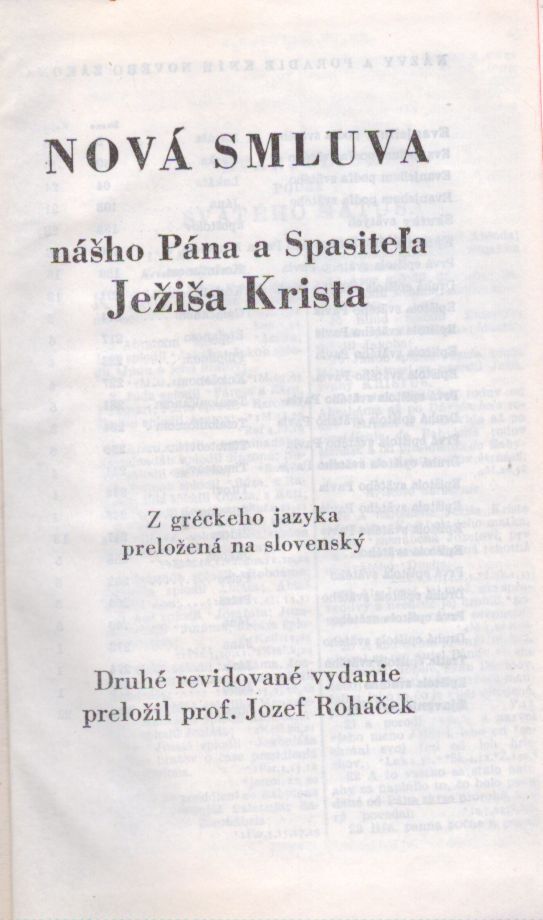 NOVÁ SMLUVA
nášho Pána a Spasiteľa
Ježiša Krista
Z gréckeho jazyka
preložená na slovenský
Druhé revidované vydanie
preložil prof. Jozef Roháček